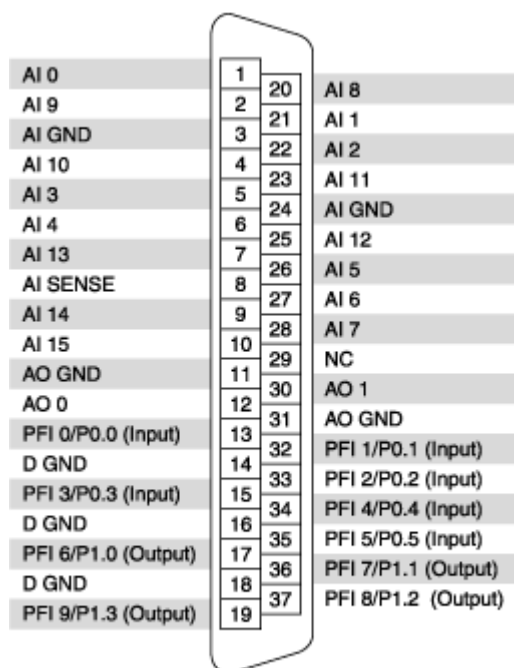 AI 0 1
20 AI 8
AI 9 2
21 AI 1
AI GND 3
22 AI 2
AI 10 4
23 AI 11
AI 3 5
24 AI GND
AI 4 6
25 AI 12
AI 13 7
26 AI 5
AI SENSE 8
27 AI 6
AI 14 9
28 AI 7
AI 15 10
29 NC
AO GND 11
30 AO 1
AO 0 12
31 AO GND
PFI 0/P0.0 (Input) 13
32 PFI 1/P0.1 (Input)
D GND 14
33 PFI 2/P0.2 (Input)
PFI 3/P0.3 (Input) 15
34 PFI 4/P0.4 (Input)
D GND 16
35 PFI 5/P0.5 (Input)
PFI 6/P1.0 (Output) 17
36 PFI 7/P1.1 (Output)
D GND 18
37 PFI 8/P1.2 (Output)
PFI 9/P1.3 (Output) 19